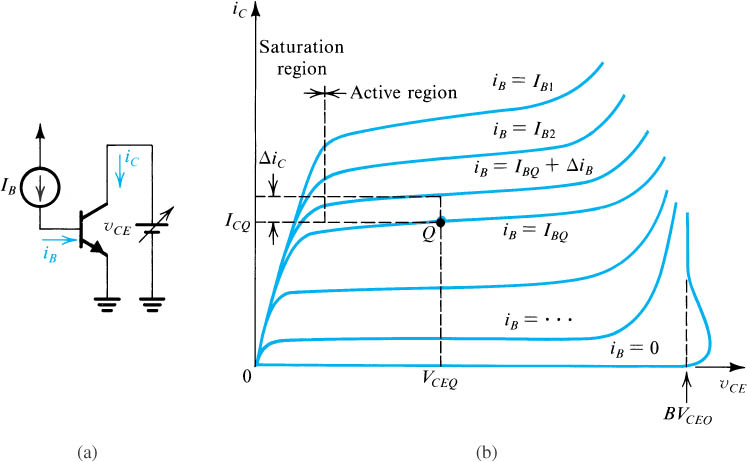 i_C
Saturation
region
Active region
i_B = I_B1
i_B = I_B2
i_B = I_BQ + Δi_B
Δi_C
I_CQ
Q
i_B = I_BQ
i_B = · · ·
i_B = 0
0
V_CEQ
v_CE
BV_CEO
I_B
i_C
v_CE
i_B
(a)
(b)